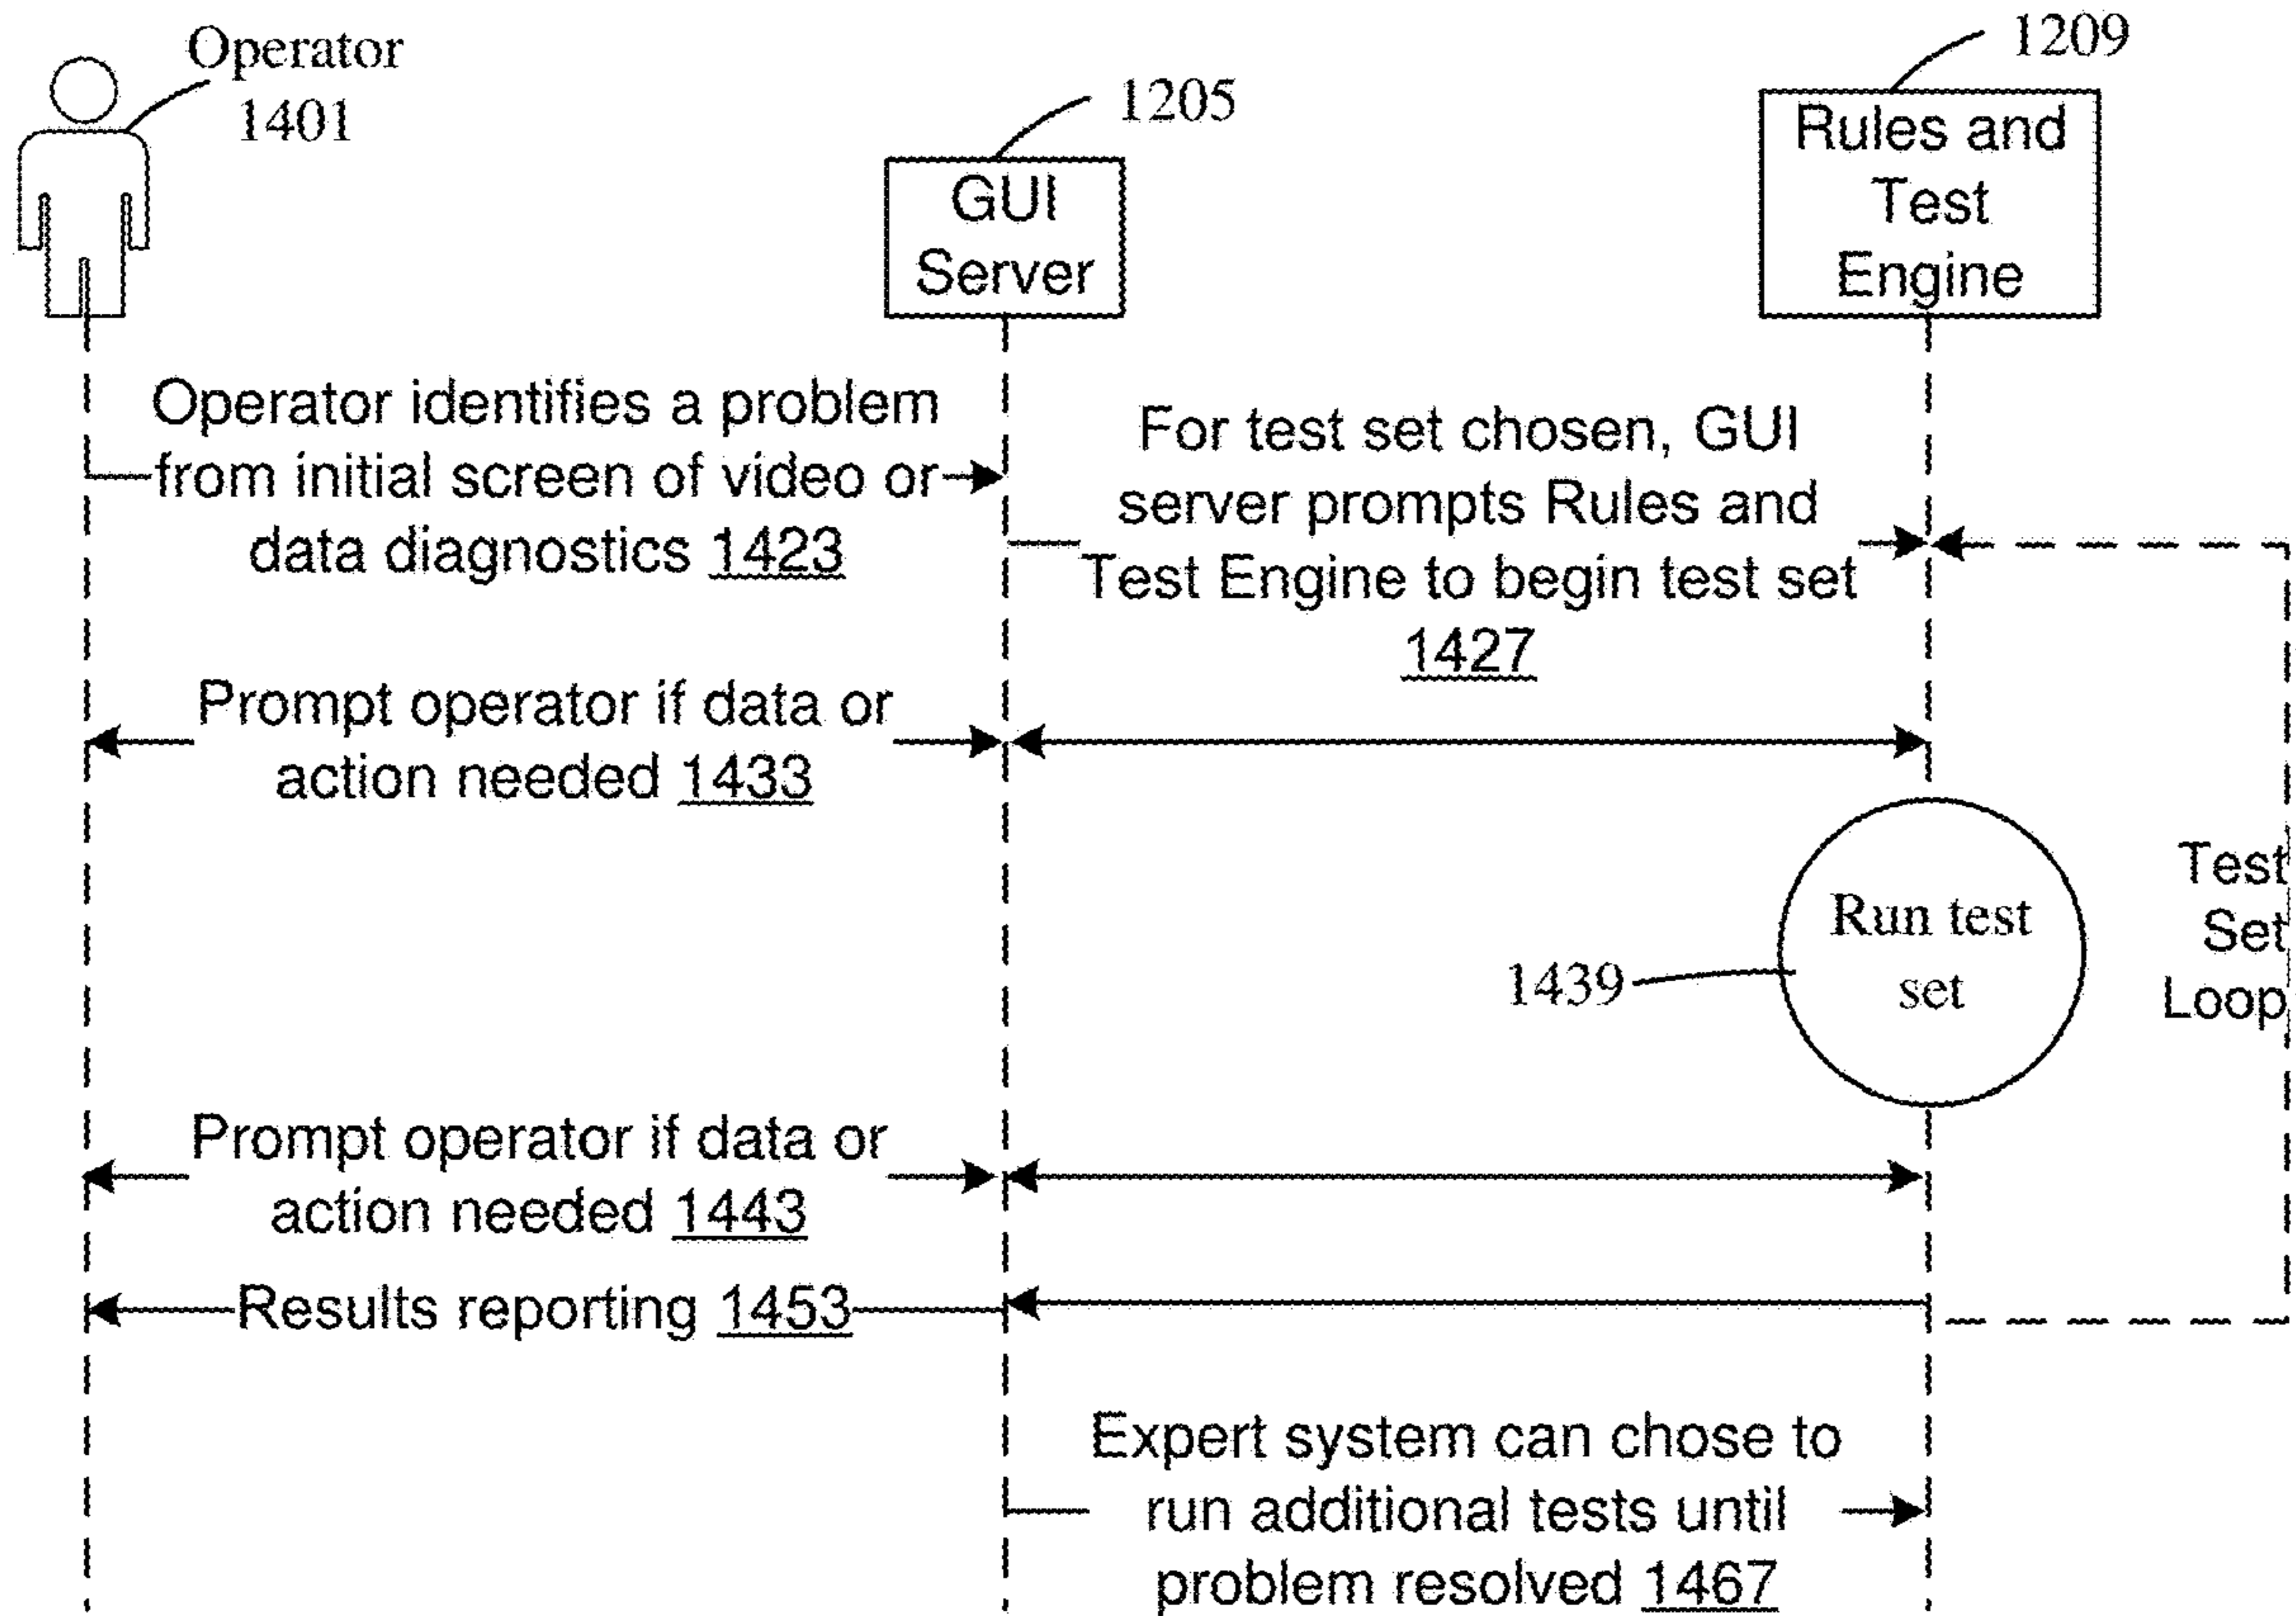 Operator
1401
1205
GUI
Server
1209
Rules and
Test
Engine
Operator identifies a problem
from initial screen of video or
data diagnostics 1423
For test set chosen, GUI
server prompts Rules and
Test Engine to begin test set
1427
Prompt operator if data or
action needed 1433
Run test
set
1439
Test
Set
Loop
Prompt operator if data or
action needed 1443
Results reporting 1453
Expert system can chose to
run additional tests until
problem resolved 1467